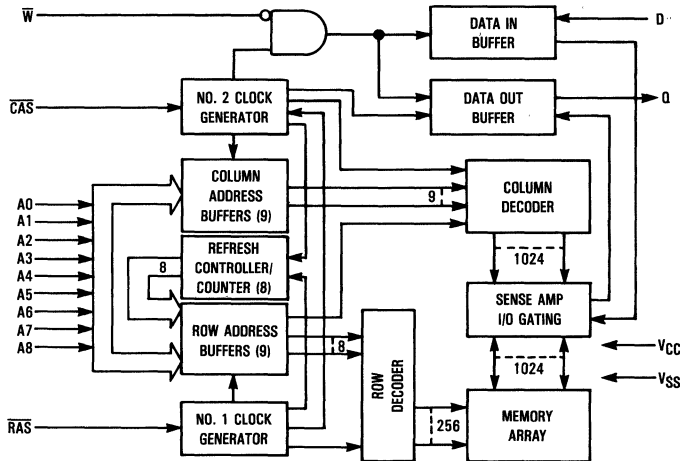 W̅
DATA IN
BUFFER
D
C̅A̅S̅
NO. 2 CLOCK
GENERATOR
DATA OUT
BUFFER
Q
COLUMN
ADDRESS
BUFFERS (9)
9
COLUMN
DECODER
A0
A1
A2
A3
A4
A5
A6
A7
A8
8
REFRESH
CONTROLLER/
COUNTER (8)
1024
SENSE AMP
I/O GATING
ROW ADDRESS
BUFFERS (9)
8
ROW
DECODER
1024
VCC
VSS
R̅A̅S̅
NO. 1 CLOCK
GENERATOR
256
MEMORY
ARRAY